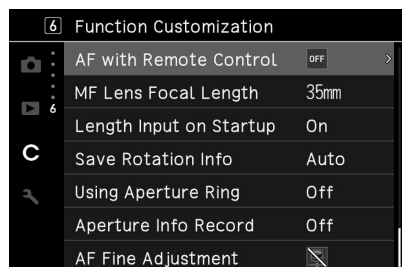 6 Function Customization
AF with Remote Control OFF >
MF Lens Focal Length 35mm
6
Length Input on Startup On
C Save Rotation Info Auto
Using Aperture Ring Off
Aperture Info Record Off
AF Fine Adjustment